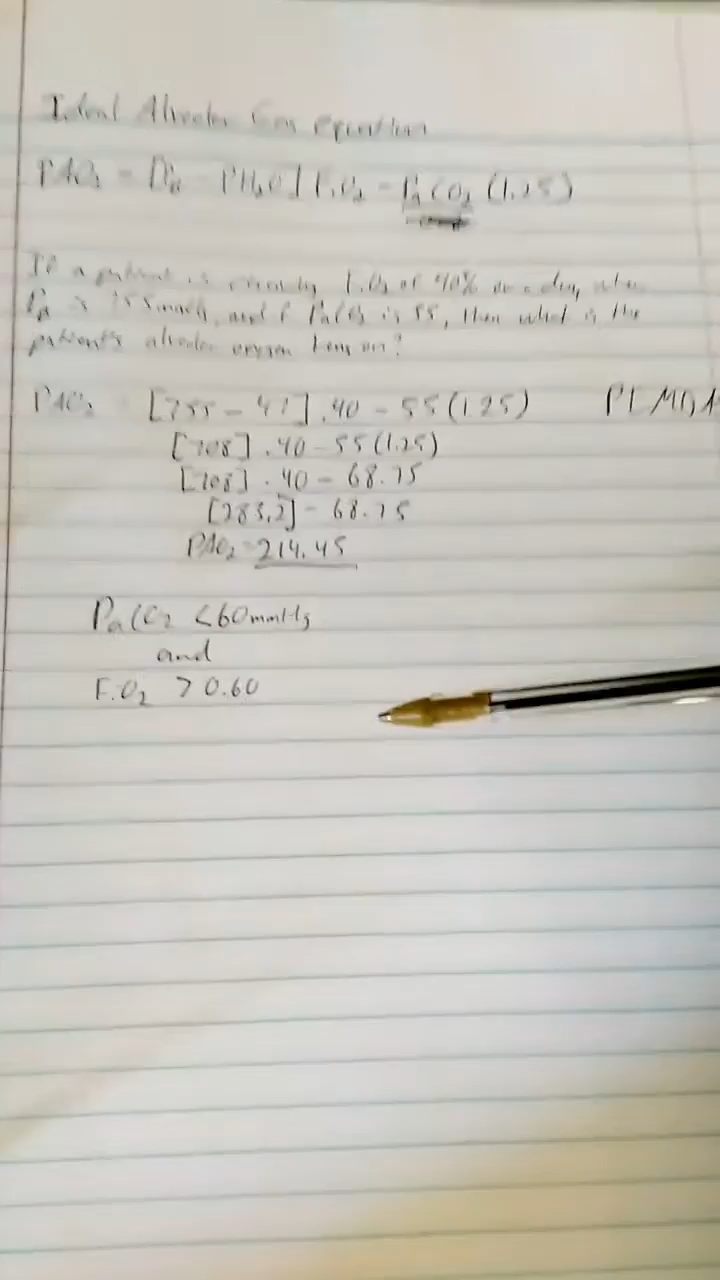 Ideal Alveolar Gas equation
PAO₂ = [PB - PH₂O] FiO₂ - PaCO₂ (1.25)
If a patient is receiving FiO₂ of 40% on a day when
PB is 755mmHg, and if PaCO₂ is 55, then what is the
patients alveolar oxygen tension?
PAO₂ = [755 - 47] .40 - 55 (1.25) PEMDA
[708] .40 - 55 (1.25)
[708] .40 - 68.75
[283.2] - 68.75
PAO₂ = 214.45
PaCO₂ <60mmHg
and
FiO₂ > 0.60